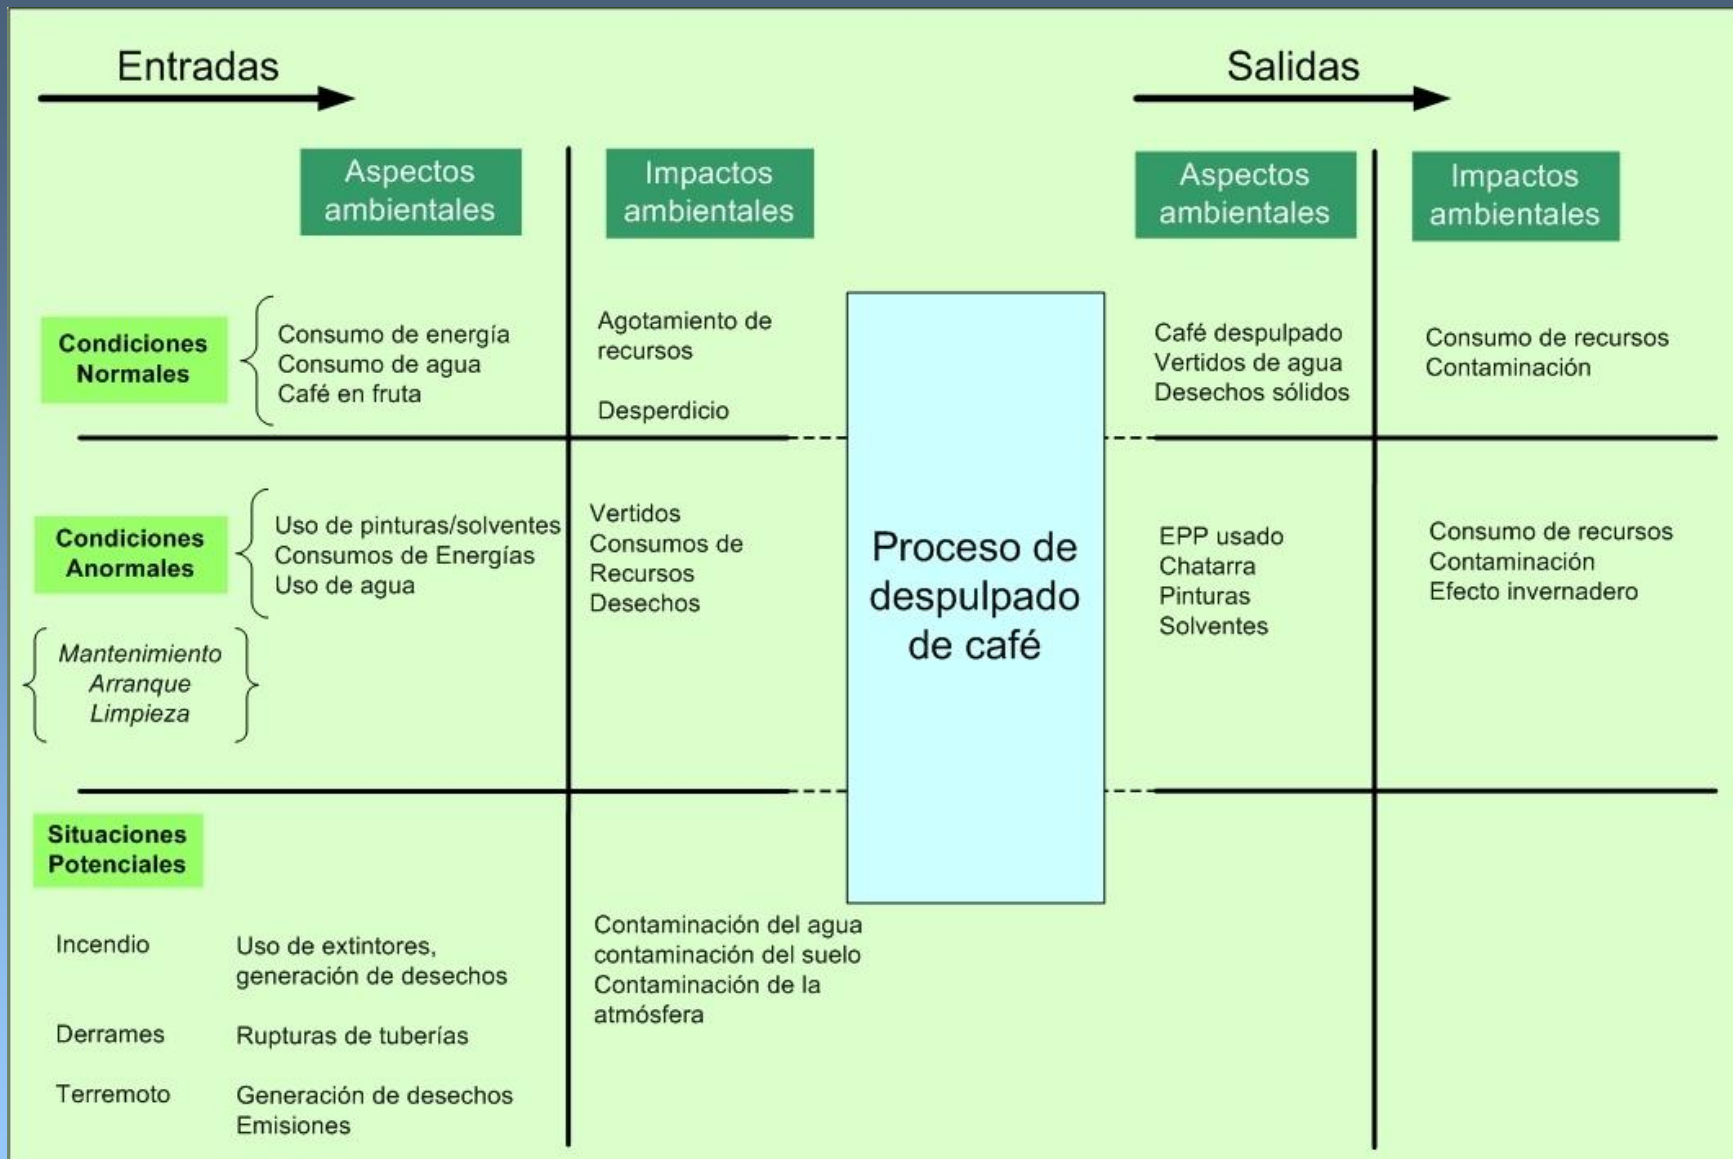 Entradas
Salidas
Aspectos
ambientales
Impactos
ambientales
Aspectos
ambientales
Impactos
ambientales
Condiciones
Normales
Consumo de energía
Consumo de agua
Café en fruta
Agotamiento de
recursos
Desperdicio
Café despulpado
Vertidos de agua
Desechos sólidos
Consumo de recursos
Contaminación
Condiciones
Anormales
Uso de pinturas/solventes
Consumos de Energías
Uso de agua
Vertidos
Consumos de
Recursos
Desechos
Proceso de
despulpado
de café
EPP usado
Chatarra
Pinturas
Solventes
Consumo de recursos
Contaminación
Efecto invernadero
Mantenimiento
Arranque
Limpieza
Situaciones
Potenciales
Incendio
Uso de extintores,
generación de desechos
Derrames
Rupturas de tuberías
Terremoto
Generación de desechos
Emisiones
Contaminación del agua
contaminación del suelo
Contaminación de la
atmósfera